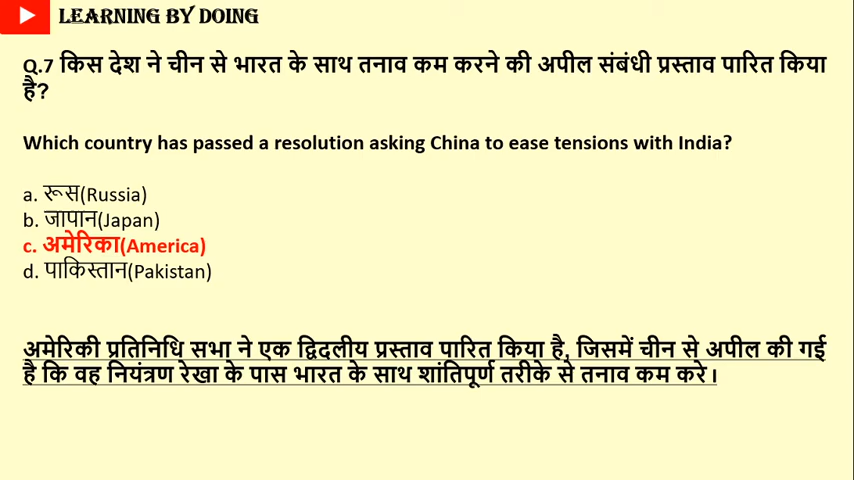 LEARNING BY DOING
Q.7 किस देश ने चीन से भारत के साथ तनाव कम करने की अपील संबंधी प्रस्ताव पारित किया
है?
Which country has passed a resolution asking China to ease tensions with India?
a. रूस(Russia)
b. जापान(Japan)
c. अमेरिका(America)
d. पाकिस्तान(Pakistan)
अमेरिकी प्रतिनिधि सभा ने एक द्विदलीय प्रस्ताव पारित किया है, जिसमें चीन से अपील की गई
है कि वह नियंत्रण रेखा के पास भारत के साथ शांतिपूर्ण तरीके से तनाव कम करे।